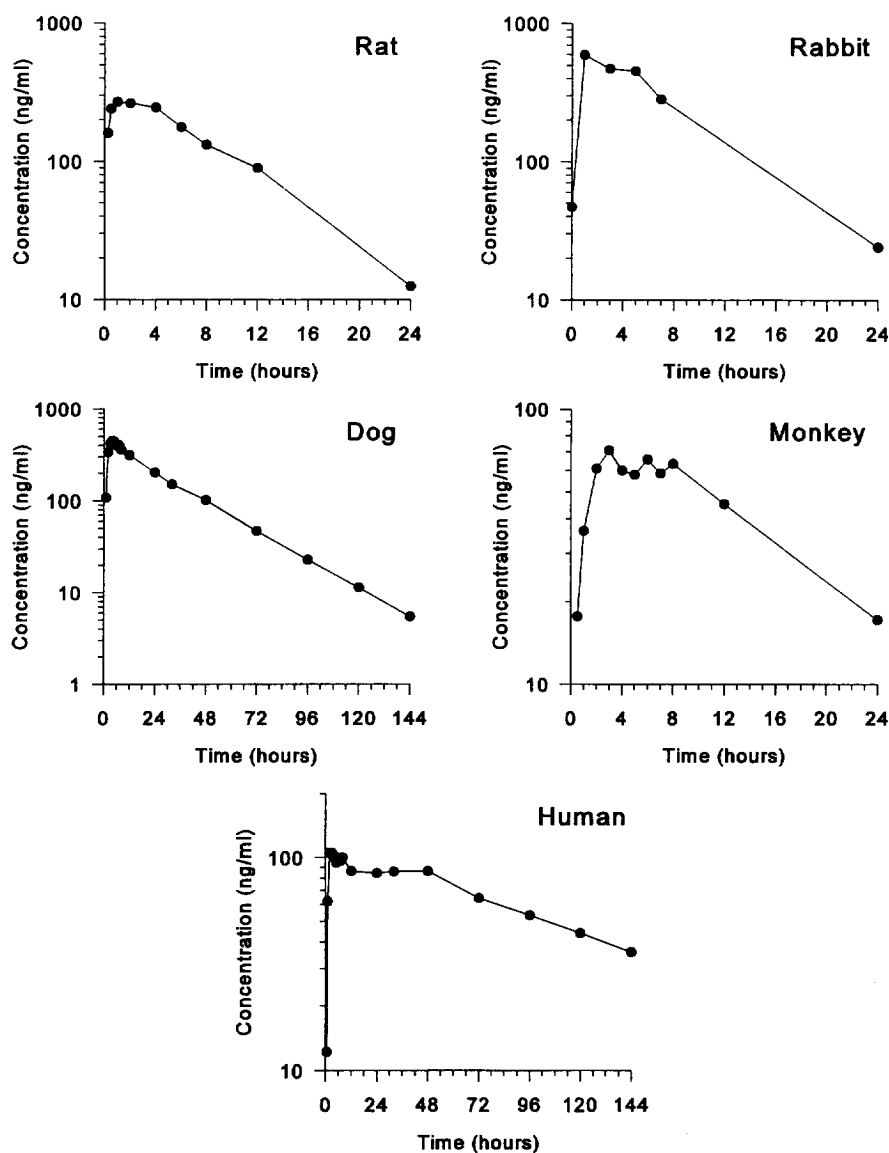 Rat
Concentration (ng/ml)
1000
100
10
0 4 8 12 16 20 24
Time (hours)
Rabbit
Concentration (ng/ml)
1000
100
10
0 4 8 12 16 20 24
Time (hours)
Dog
Concentration (ng/ml)
1000
100
10
1
0 24 48 72 96 120 144
Time (hours)
Monkey
Concentration (ng/ml)
100
10
0 4 8 12 16 20 24
Time (hours)
Human
Concentration (ng/ml)
100
10
0 24 48 72 96 120 144
Time (hours)